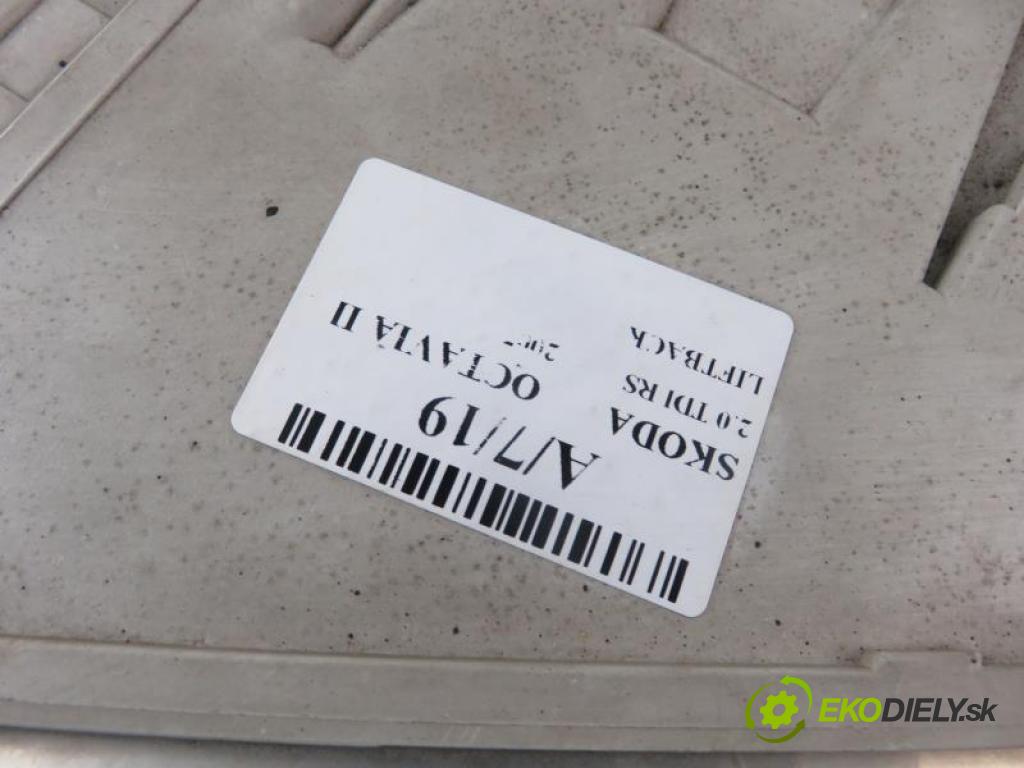 A/7/19
SKODA OCTAVIA II
2.0 TDI RS
LIFTBACK
EKODIELY.sk